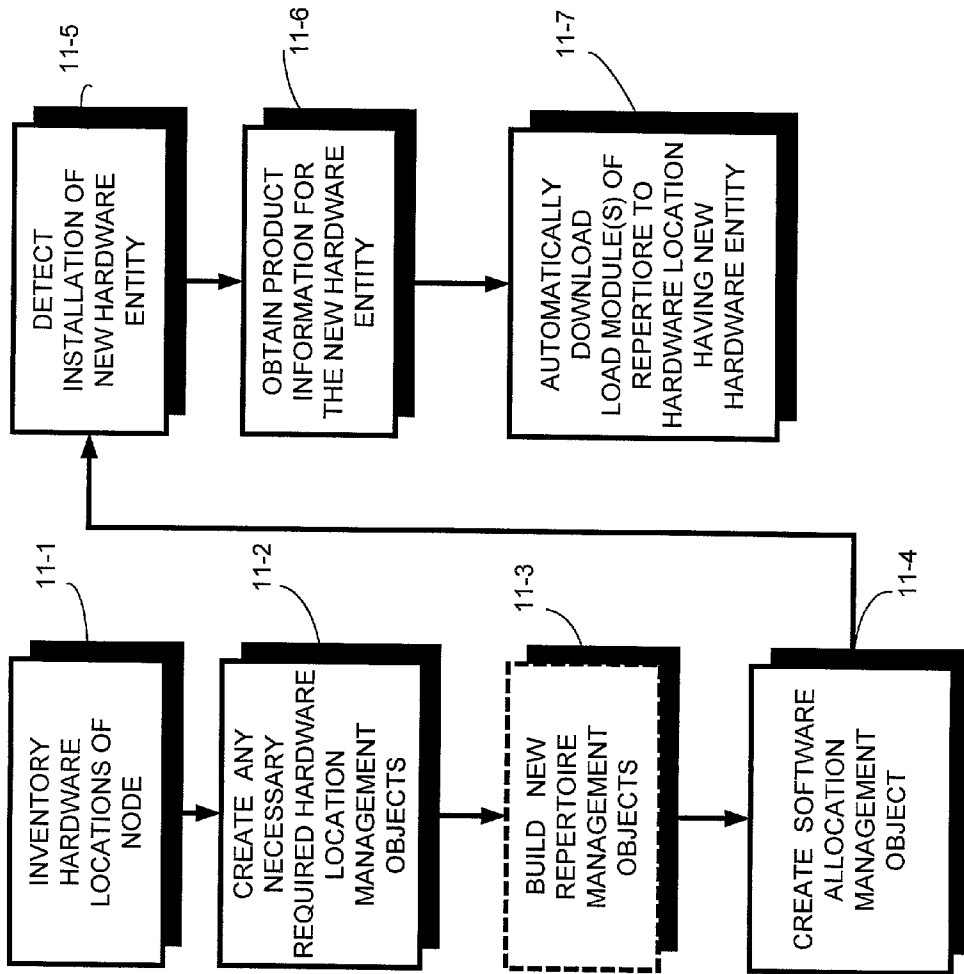 11-1
INVENTORY
HARDWARE
LOCATIONS OF
NODE
11-2
CREATE ANY
NECESSARY
REQUIRED HARDWARE
LOCATION
MANAGEMENT
OBJECTS
11-3
BUILD NEW
REPERTOIRE
MANAGEMENT
OBJECTS
11-4
CREATE SOFTWARE
ALLOCATION
MANAGEMENT
OBJECT
11-5
DETECT
INSTALLATION OF
NEW HARDWARE
ENTITY
11-6
OBTAIN PRODUCT
INFORMATION FOR
THE NEW HARDWARE
ENTITY
11-7
AUTOMATICALLY
DOWNLOAD
LOAD MODULE(S) OF
REPERTIORE TO
HARDWARE LOCATION
HAVING NEW
HARDWARE ENTITY